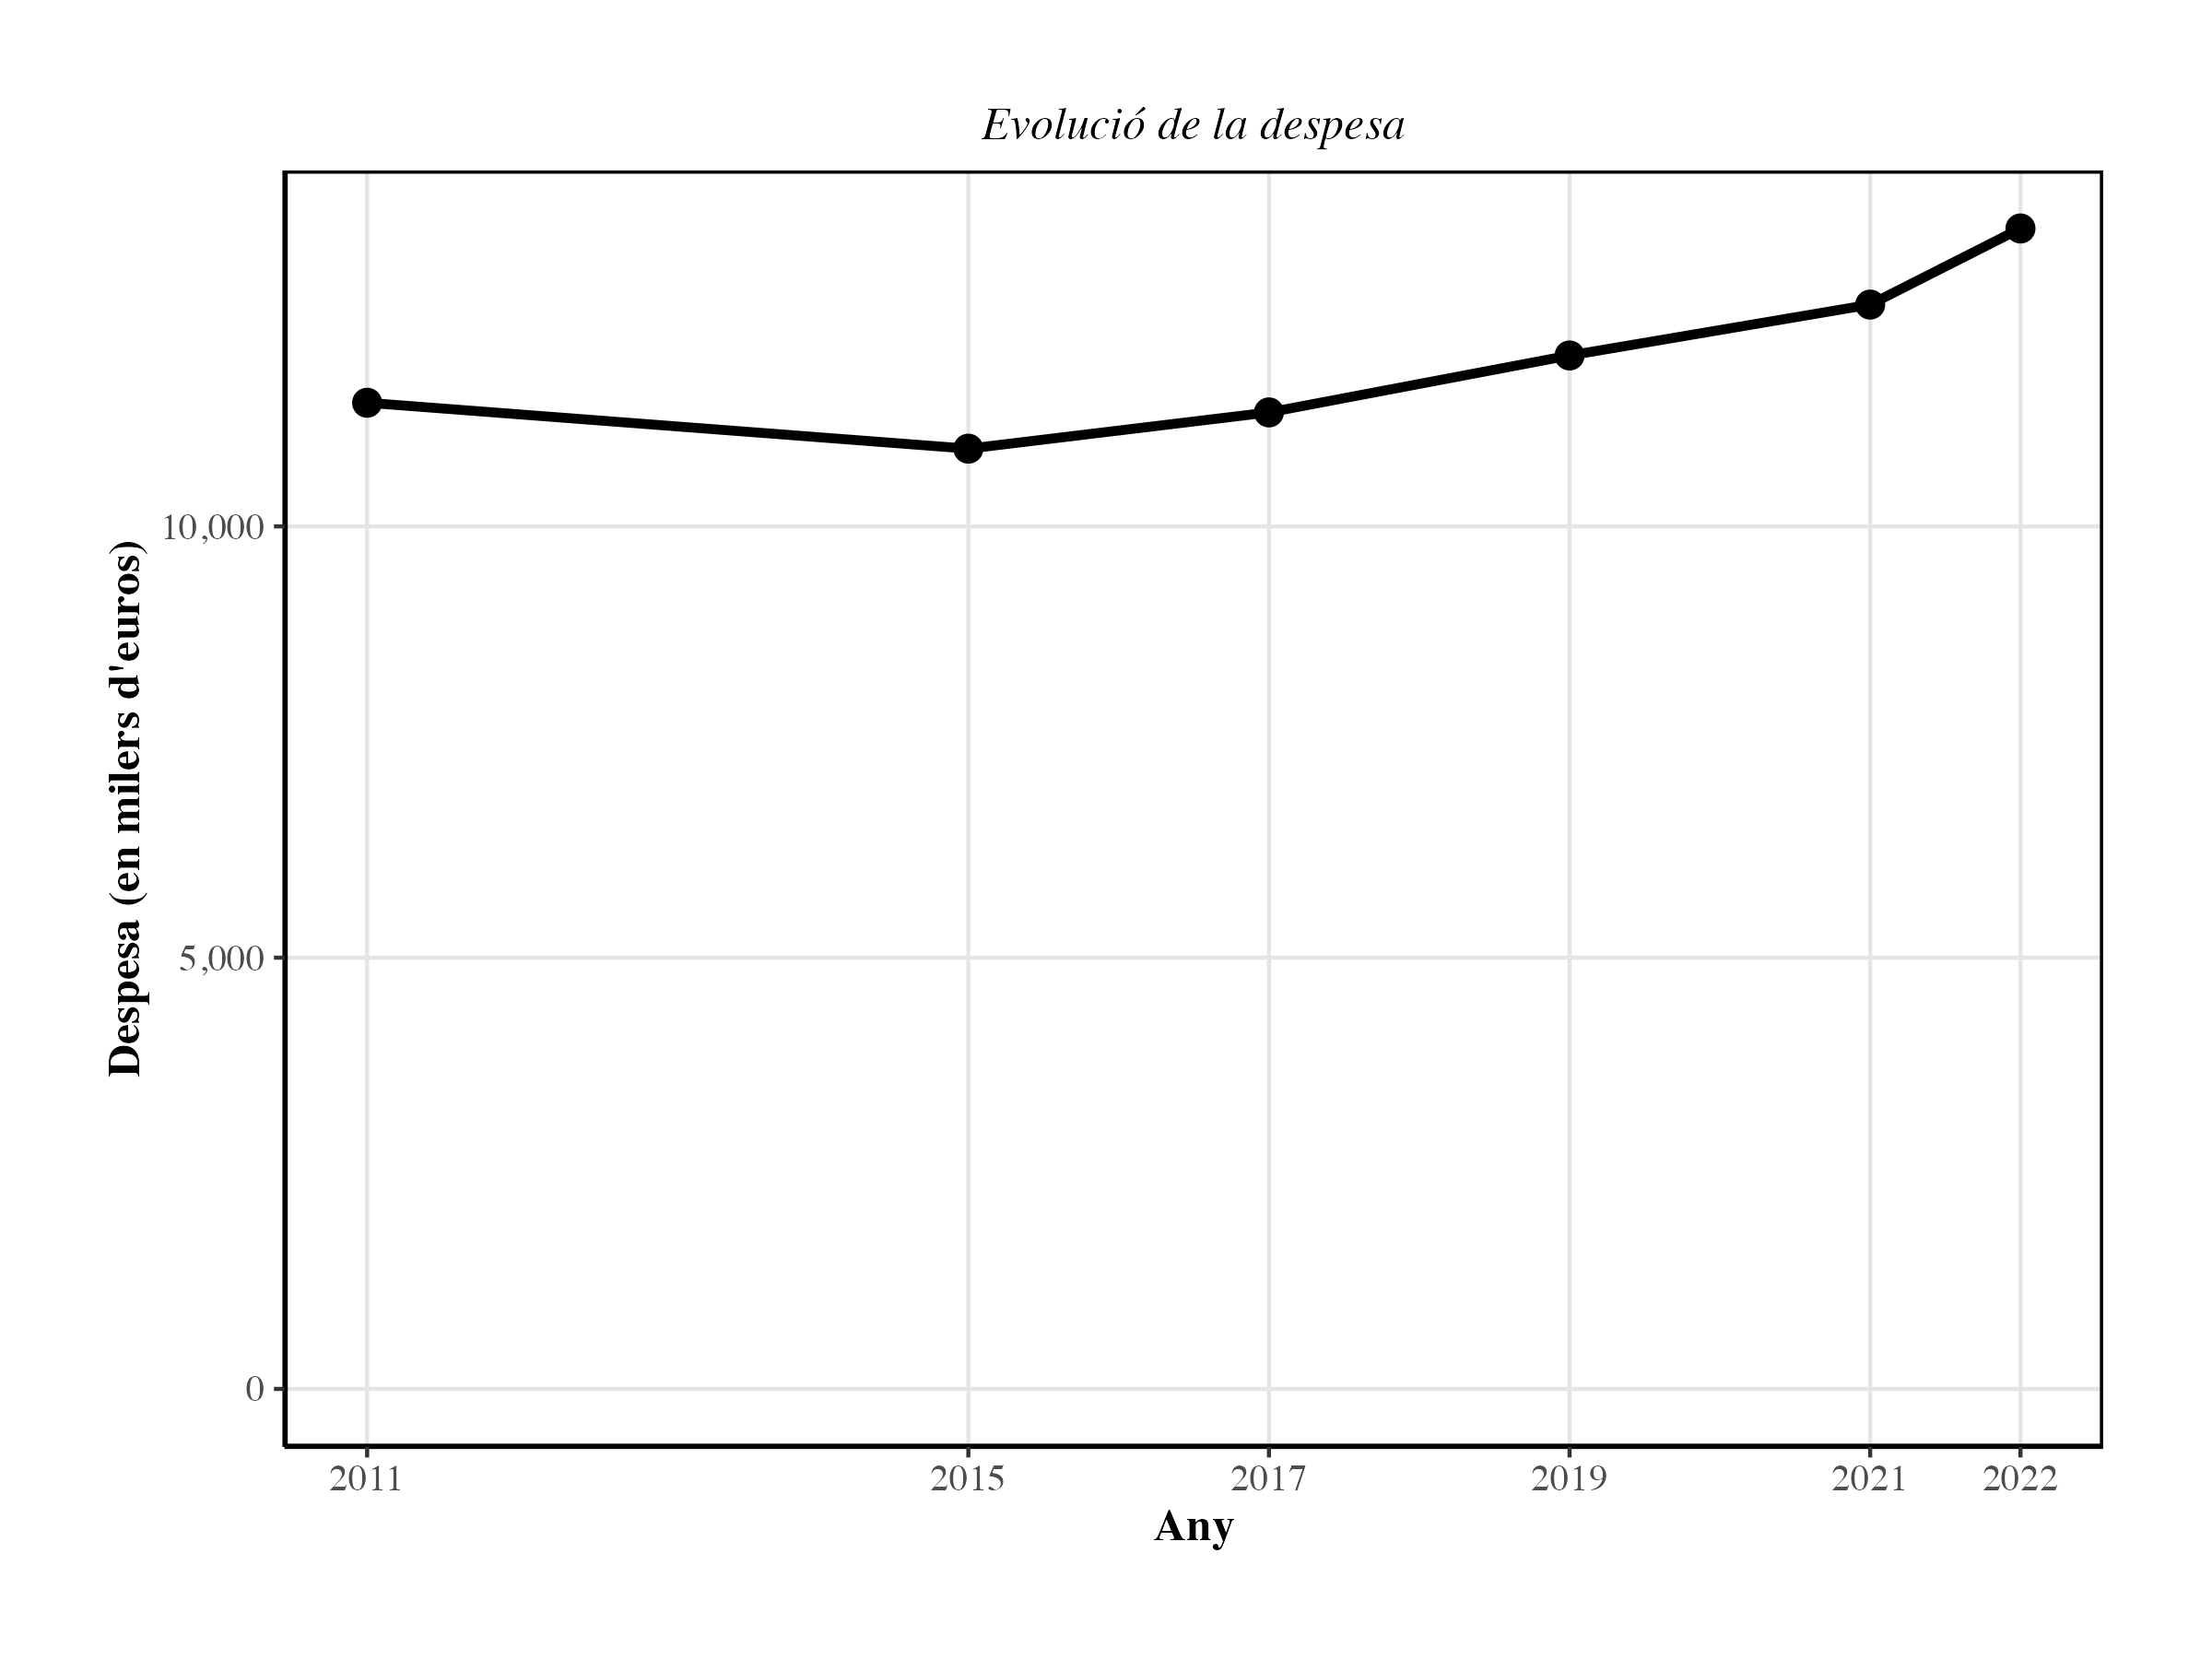 Evolució de la despesa
Despesa (en milers d'euros)
10,000
5,000
0
2011 2015 2017 2019 2021 2022
Any